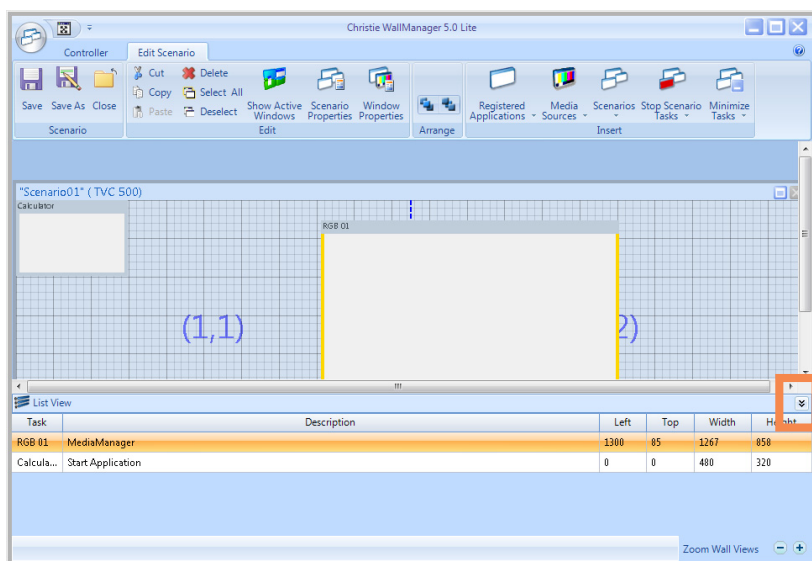 Christie WallManager 5.0 Lite
Controller Edit Scenario
Save Save As Close
Scenario
Cut Delete
Copy Select All
Paste Deselect
Show Active Windows
Scenario Properties
Window Properties
Edit
Arrange
Registered Applications
Media Sources
Scenarios
Stop Scenario Tasks
Minimize Tasks
Insert
"Scenario01" ( TVC 500)
Calculator
RGB 01
(1,1)
2)
List View
Task Description Left Top Width Height
RGB 01 MediaManager 1300 85 1267 858
Calcula... Start Application 0 0 480 320
Zoom Wall Views